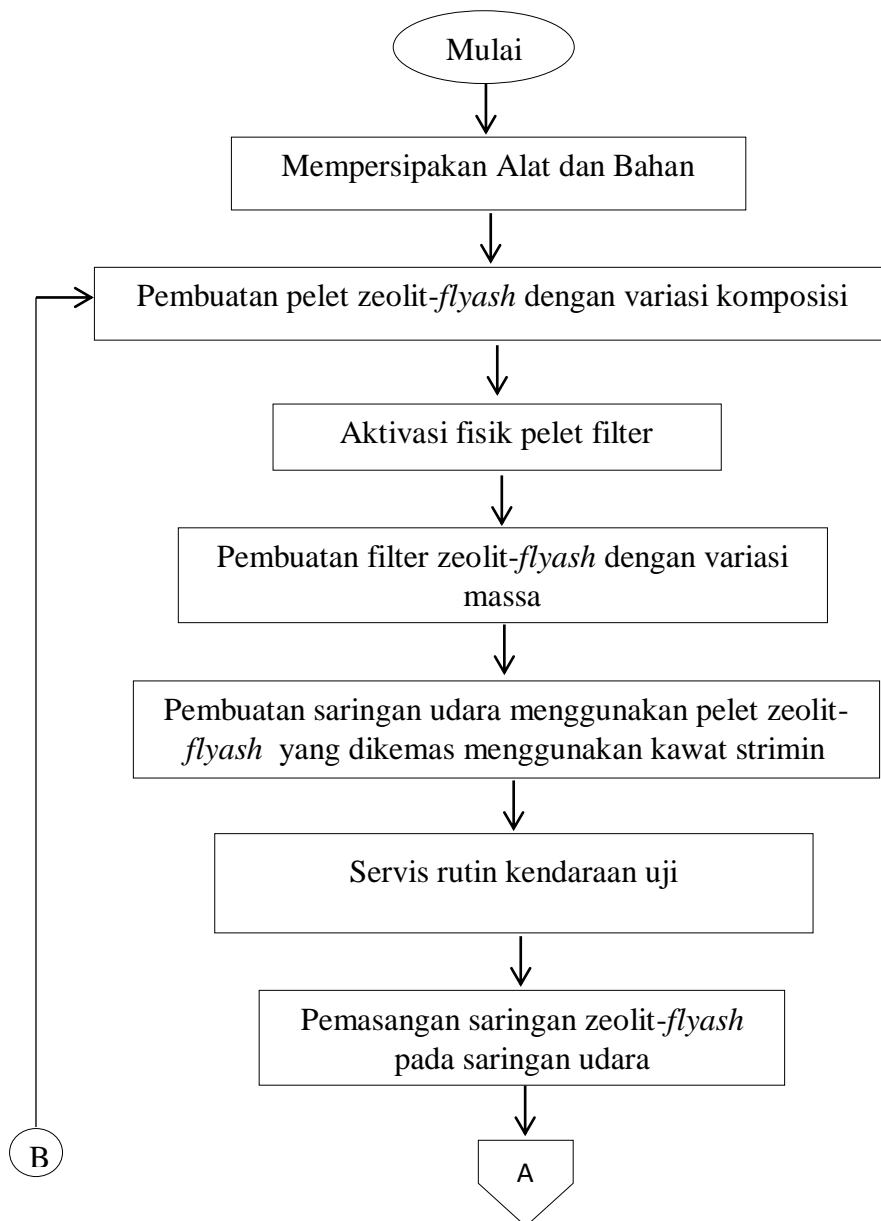 Mulai
Mempersipakan Alat dan Bahan
Pembuatan pelet zeolit-flyash dengan variasi komposisi
Aktivasi fisik pelet filter
Pembuatan filter zeolit-flyash dengan variasi
massa
Pembuatan saringan udara menggunakan pelet zeolit-
flyash yang dikemas menggunakan kawat strimin
Servis rutin kendaraan uji
Pemasangan saringan zeolit-flyash
pada saringan udara
B
A